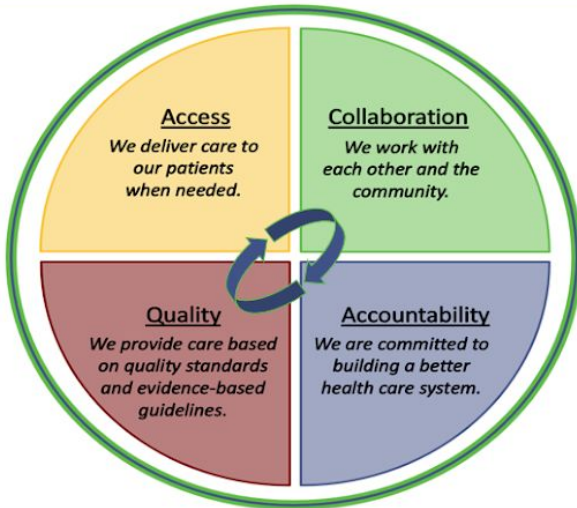 Access
We deliver care to
our patients
when needed.
Collaboration
We work with
each other and the
community.
Quality
We provide care based
on quality standards
and evidence-based
guidelines.
Accountability
We are committed to
building a better
health care system.